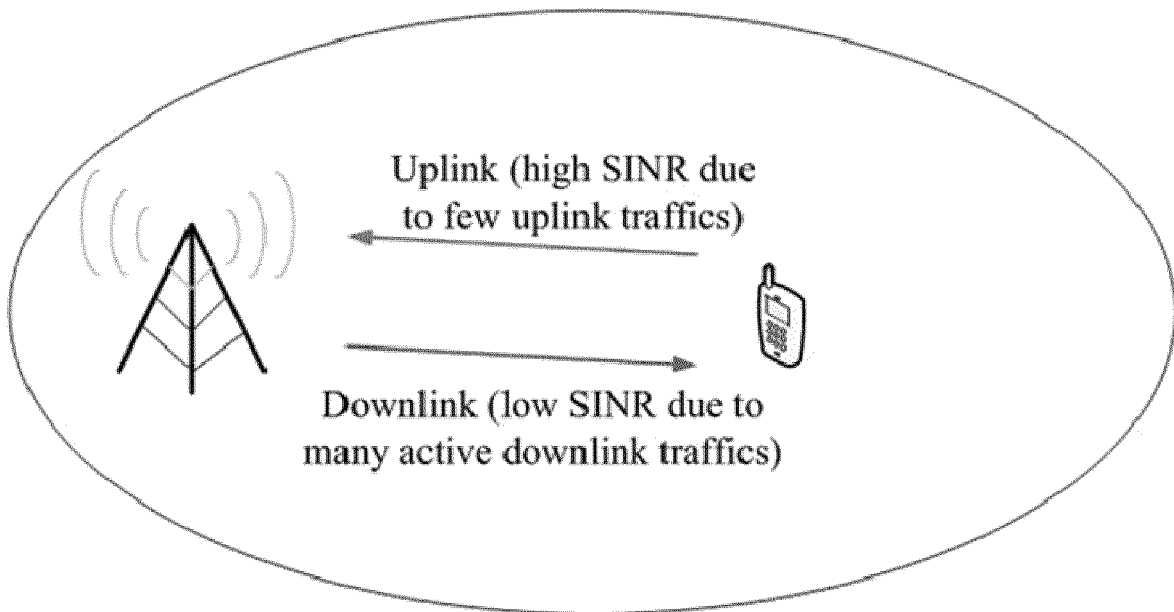 Uplink (high SINR due
to few uplink traffics)
Downlink (low SINR due to
many active downlink traffics)